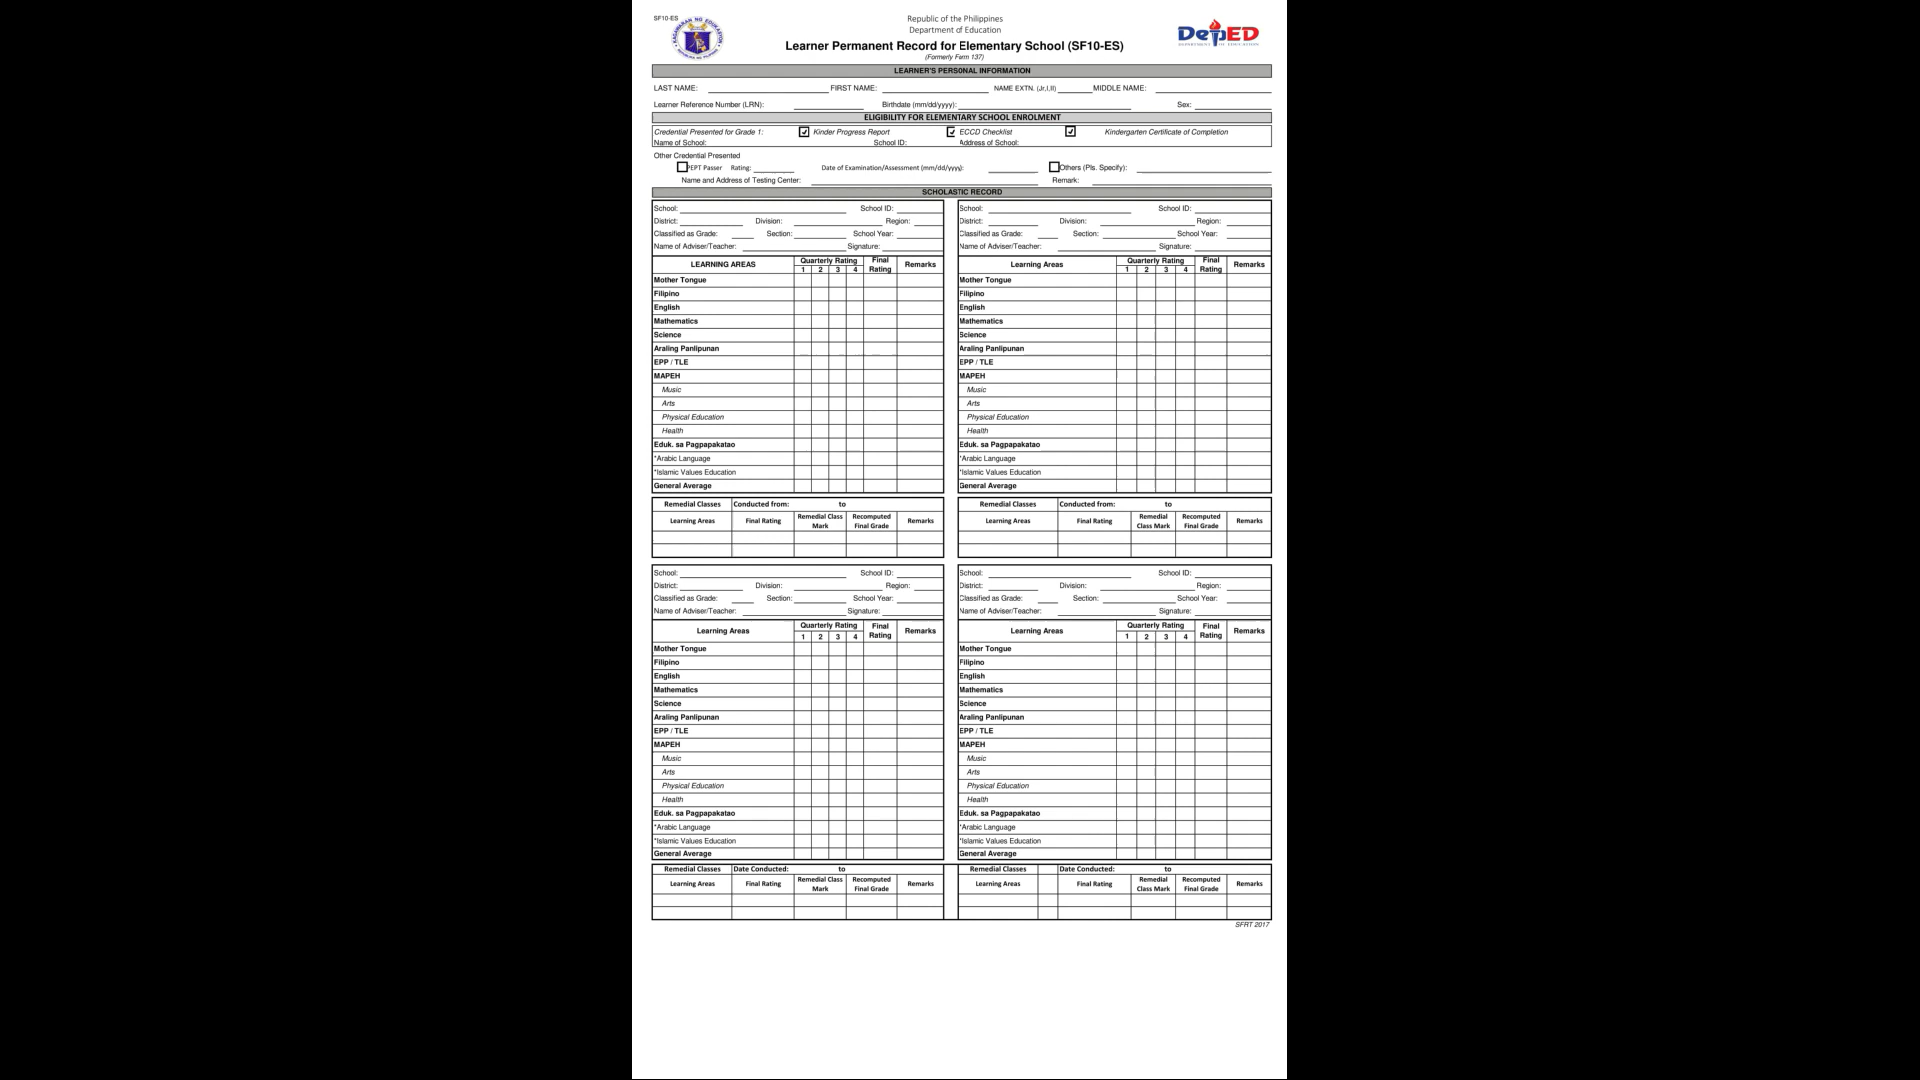 SF10-ES
Republic of the Philippines
Department of Education
Learner Permanent Record for Elementary School (SF10-ES)
(Formerly Form 137)
DepED
DEPARTMENT OF EDUCATION
LEARNER'S PERSONAL INFORMATION
LAST NAME: FIRST NAME: NAME EXTN. (Jr,I,II) MIDDLE NAME:
Learner Reference Number (LRN): Birthdate (mm/dd/yyyy): Sex:
ELIGIBILITY FOR ELEMENTARY SCHOOL ENROLMENT
Credential Presented for Grade 1: Kinder Progress Report ECCD Checklist Kindergarten Certificate of Completion
Name of School: School ID: Address of School:
Other Credential Presented
PEPT Passer Rating: Date of Examination/Assessment (mm/dd/yyyy): Others (Pls. Specify):
Name and Address of Testing Center: Remark:
SCHOLASTIC RECORD
School: School ID:
District: Division: Region:
Classified as Grade: Section: School Year:
Name of Adviser/Teacher: Signature:
LEARNING AREAS Quarterly Rating Final Rating Remarks
1 2 3 4
Mother Tongue
Filipino
English
Mathematics
Science
Araling Panlipunan
EPP / TLE
MAPEH
Music
Arts
Physical Education
Health
Eduk. sa Pagpapakatao
*Arabic Language
*Islamic Values Education
General Average
Remedial Classes Conducted from: to
Learning Areas Final Rating Remedial Class Mark Recomputed Final Grade Remarks
School: School ID:
District: Division: Region:
Classified as Grade: Section: School Year:
Name of Adviser/Teacher: Signature:
Learning Areas Quarterly Rating Final Rating Remarks
1 2 3 4
Mother Tongue
Filipino
English
Mathematics
Science
Araling Panlipunan
EPP / TLE
MAPEH
Music
Arts
Physical Education
Health
Eduk. sa Pagpapakatao
*Arabic Language
*Islamic Values Education
General Average
Remedial Classes Conducted from: to
Learning Areas Final Rating Remedial Class Mark Recomputed Final Grade Remarks
School: School ID:
District: Division: Region:
Classified as Grade: Section: School Year:
Name of Adviser/Teacher: Signature:
Learning Areas Quarterly Rating Final Rating Remarks
1 2 3 4
Mother Tongue
Filipino
English
Mathematics
Science
Araling Panlipunan
EPP / TLE
MAPEH
Music
Arts
Physical Education
Health
Eduk. sa Pagpapakatao
*Arabic Language
*Islamic Values Education
General Average
Remedial Classes Date Conducted: to
Learning Areas Final Rating Remedial Class Mark Recomputed Final Grade Remarks
School: School ID:
District: Division: Region:
Classified as Grade: Section: School Year:
Name of Adviser/Teacher: Signature:
Learning Areas Quarterly Rating Final Rating Remarks
1 2 3 4
Mother Tongue
Filipino
English
Mathematics
Science
Araling Panlipunan
EPP / TLE
MAPEH
Music
Arts
Physical Education
Health
Eduk. sa Pagpapakatao
*Arabic Language
*Islamic Values Education
General Average
Remedial Classes Date Conducted: to
Learning Areas Final Rating Remedial Class Mark Recomputed Final Grade Remarks
SFRT 2017